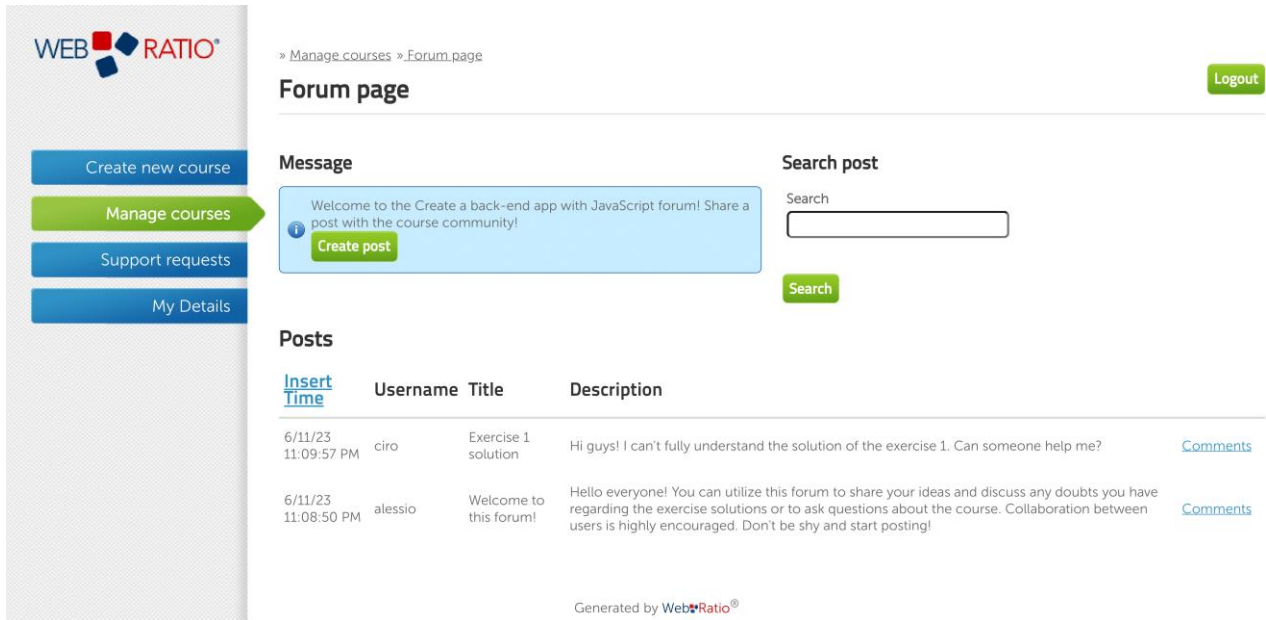 WEB RATIO®
» Manage courses » Forum page
Forum page
Logout
Create new course
Manage courses
Support requests
My Details
Message
Welcome to the Create a back-end app with JavaScript forum! Share a
post with the course community!
Create post
Search post
Search
Search
Posts
Insert
Time
Username
Title
Description
6/11/23
11:09:57 PM
ciro
Exercise 1
solution
Hi guys! I can't fully understand the solution of the exercise 1. Can someone help me?
Comments
6/11/23
11:08:50 PM
alessio
Welcome to
this forum!
Hello everyone! You can utilize this forum to share your ideas and discuss any doubts you have
regarding the exercise solutions or to ask questions about the course. Collaboration between
users is highly encouraged. Don't be shy and start posting!
Comments
Generated by WebRatio®